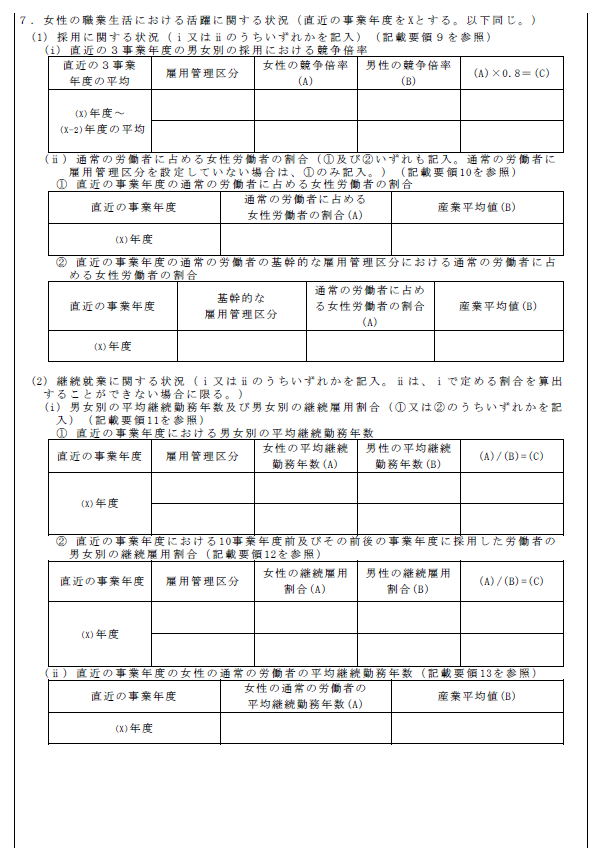 ７．女性の職業生活における活躍に関する状況（直近の事業年度をXとする。以下同じ。）
(1) 採用に関する状況（ⅰ又はⅱのうちいずれかを記入）（記載要領９を参照）
(i) 直近の３事業年度の男女別の採用における競争倍率
直近の３事業
年度の平均
雇用管理区分
女性の競争倍率
(A)
男性の競争倍率
(B)
(A)×0.8＝(C)
(X)年度～
(X-2)年度の平均
(ⅱ) 通常の労働者に占める女性労働者の割合（①及び②いずれも記入。通常の労働者に
雇用管理区分を設定していない場合は、①のみ記入。）（記載要領10を参照）
① 直近の事業年度の通常の労働者に占める女性労働者の割合
直近の事業年度
通常の労働者に占める
女性労働者の割合(A)
産業平均値(B)
(X)年度
② 直近の事業年度の通常の労働者の基幹的な雇用管理区分における通常の労働者に占
める女性労働者の割合
直近の事業年度
基幹的な
雇用管理区分
通常の労働者に占め
る女性労働者の割合
(A)
産業平均値(B)
(X)年度
(2) 継続就業に関する状況（ⅰ又はⅱのうちいずれかを記入。ⅱは、ⅰで定める割合を算出
することができない場合に限る。）
(i) 男女別の平均継続勤務年数及び男女別の継続雇用割合（①又は②のうちいずれかを記
入）（記載要領11を参照）
① 直近の事業年度における男女別の平均継続勤務年数
直近の事業年度
雇用管理区分
女性の平均継続
勤務年数(A)
男性の平均継続
勤務年数(B)
(A)/(B)=(C)
(X)年度
② 直近の事業年度における10事業年度前及びその前後の事業年度に採用した労働者の
男女別の継続雇用割合（記載要領12を参照）
直近の事業年度
雇用管理区分
女性の継続雇用
割合(A)
男性の継続雇用
割合(B)
(A)/(B)=(C)
(X)年度
(ⅱ) 直近の事業年度の女性の通常の労働者の平均継続勤務年数（記載要領13を参照）
直近の事業年度
女性の通常の労働者の
平均継続勤務年数(A)
産業平均値(B)
(X)年度